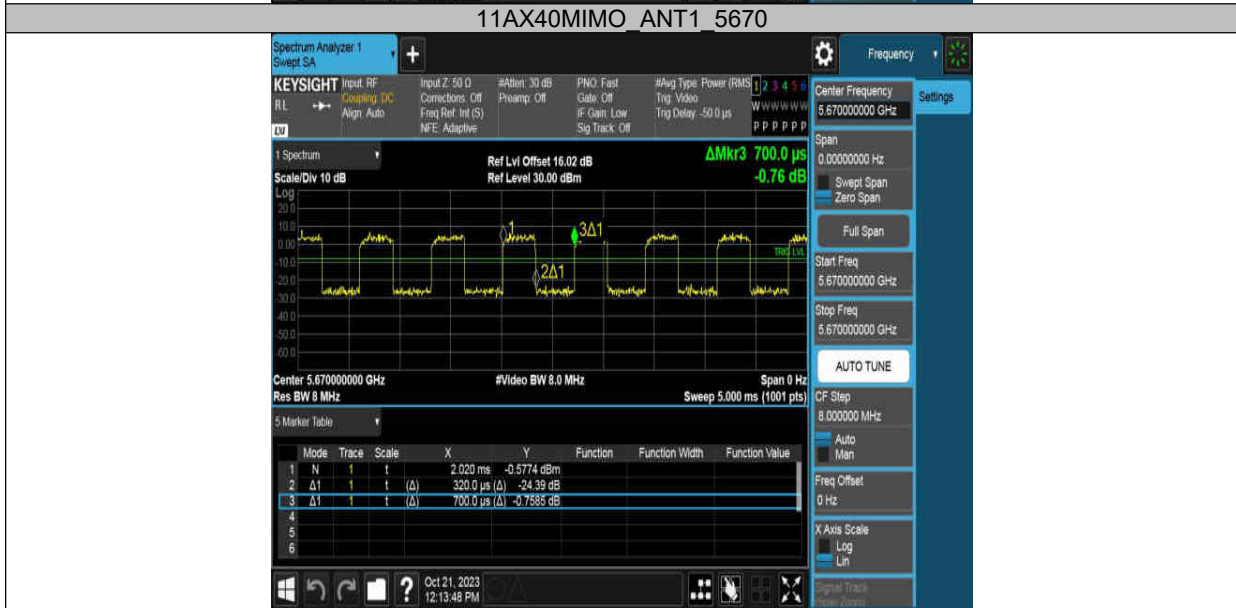 11AX40MIMO_ANT1_5670
Spectrum Analyzer 1
Swept SA
+
Frequency
KEYSIGHT
RL
LXI
Input: RF
Coupling: DC
Align: Auto
Input Z: 50 Ω
Corrections: Off
Freq Ref: Int (S)
NFE: Adaptive
#Atten: 30 dB
Preamp: Off
PNO: Fast
Gate: Off
IF Gain: Low
Sig Track: Off
#Avg Type: Power (RMS
Trig: Video
Trig Delay: -50.0 µs
1 2 3 4 5 6
W W W W W W
P P P P P P
Center Frequency
5.670000000 GHz
Settings
Span
0.00000000 Hz
Swept Span
Zero Span
Full Span
Start Freq
5.670000000 GHz
Stop Freq
5.670000000 GHz
AUTO TUNE
CF Step
8.000000 MHz
Auto
Man
Freq Offset
0 Hz
X Axis Scale
Log
Lin
Signal Track
(Span Zoom)
1 Spectrum
Scale/Div 10 dB
Ref Lvl Offset 16.02 dB
Ref Level 30.00 dBm
ΔMkr3 700.0 µs
-0.76 dB
Log
20.0
10.0
0.00
-10.0
-20.0
-30.0
-40.0
-50.0
-60.0
1
3Δ1
2Δ1
TRIG LVL
Center 5.670000000 GHz
#Video BW 8.0 MHz
Span 0 Hz
Res BW 8 MHz
Sweep 5.000 ms (1001 pts)
5 Marker Table
Mode Trace Scale X Y Function Function Width Function Value
1 N 1 t 2.020 ms -0.5774 dBm
2 Δ1 1 t (Δ) 320.0 µs (Δ) -24.39 dB
3 Δ1 1 t (Δ) 700.0 µs (Δ) -0.7585 dB
4
5
6
?
Oct 21, 2023
12:13:48 PM